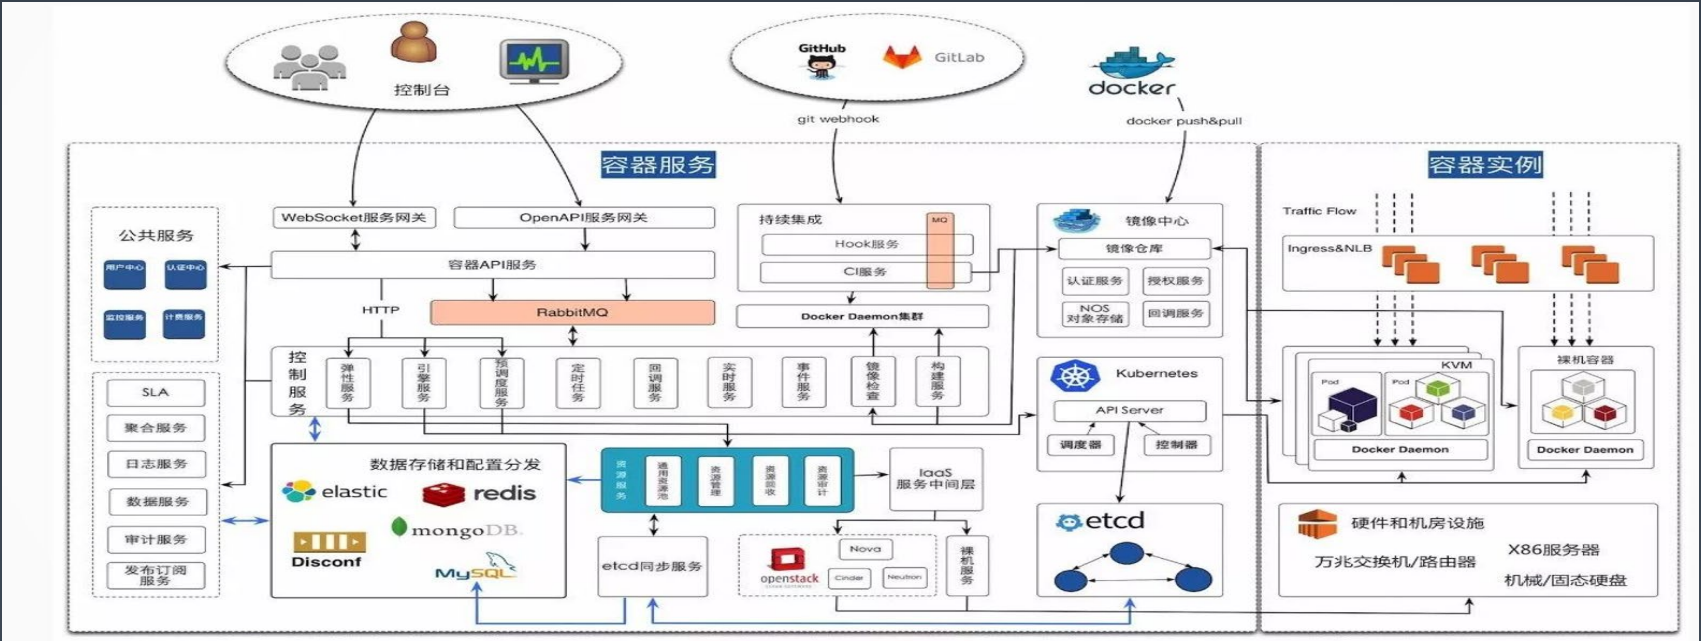 控制台
GitHub
GitLab
docker
git webhook
docker push&pull
容器服务
容器实例
公共服务
用户中心
认证中心
监控服务
计费服务
SLA
聚合服务
日志服务
数据服务
审计服务
发布订阅
服务
WebSocket服务网关
OpenAPI服务网关
容器API服务
HTTP
RabbitMQ
持续集成
MQ
Hook服务
CI服务
Docker Daemon集群
控制服务
弹性服务
引擎服务
预调度服务
定时任务
回调服务
实时服务
事件服务
镜像检查
构建服务
数据存储和配置分发
elastic
redis
mongoDB.
Disconf
MySQL
资源服务
通用资源池
资源管理
资源回收
资源审计
IaaS
服务中间层
etcd同步服务
openstack
CLOUD SOFTWARE
Nova
Cinder
Neutron
裸机服务
镜像中心
镜像仓库
认证服务
授权服务
NOS
对象存储
回调服务
Kubernetes
API Server
调度器
控制器
etcd
Traffic Flow
Ingress&NLB
KVM
Pod
Pod
Docker Daemon
裸机容器
Docker Daemon
硬件和机房设施
万兆交换机/路由器
X86服务器
机械/固态硬盘